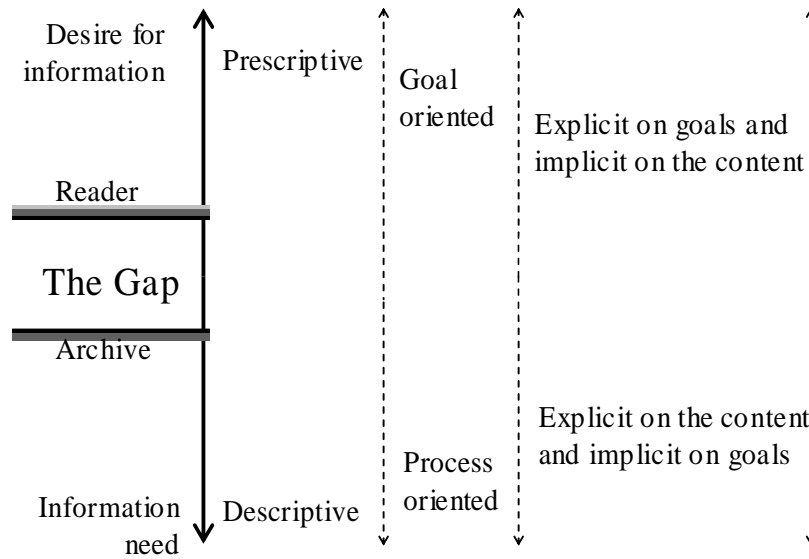 Desire for
information
Prescriptive
Goal
oriented
Explicit on goals and
implicit on the content
Reader
The Gap
Archive
Explicit on the content
and implicit on goals
Process
oriented
Information
need
Descriptive